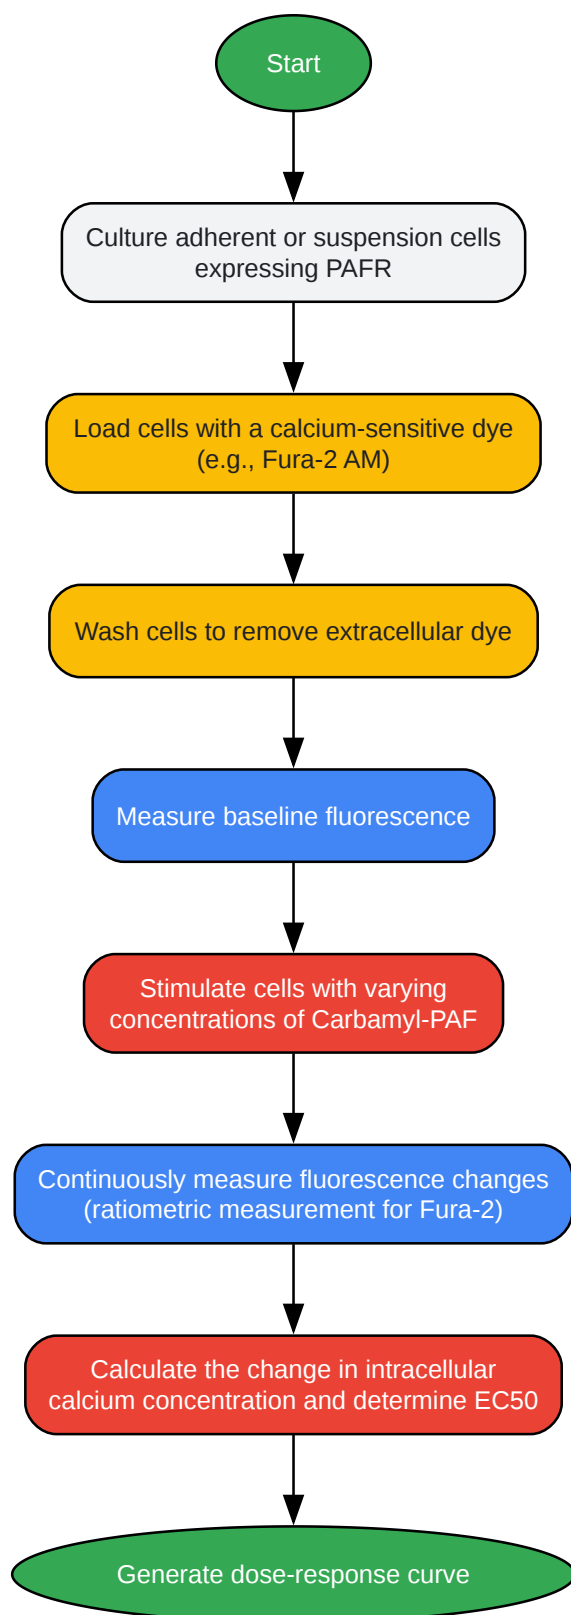 Start
Culture adherent or suspension cells
expressing PAFR
Load cells with a calcium-sensitive dye
(e.g., Fura-2 AM)
Wash cells to remove extracellular dye
Measure baseline fluorescence
Stimulate cells with varying
concentrations of Carbamyl-PAF
Continuously measure fluorescence changes
(ratiometric measurement for Fura-2)
Calculate the change in intracellular
calcium concentration and determine EC50
Generate dose-response curve